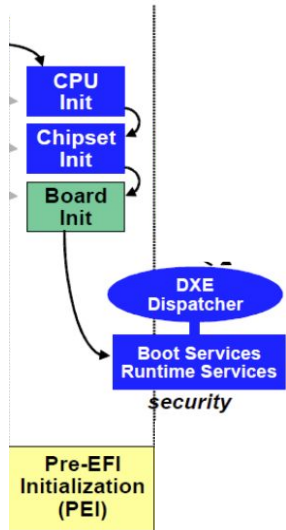 CPU
Init
Chipset
Init
Board
Init
DXE
Dispatcher
Boot Services
Runtime Services
security
Pre-EFI
Initialization
(PEI)